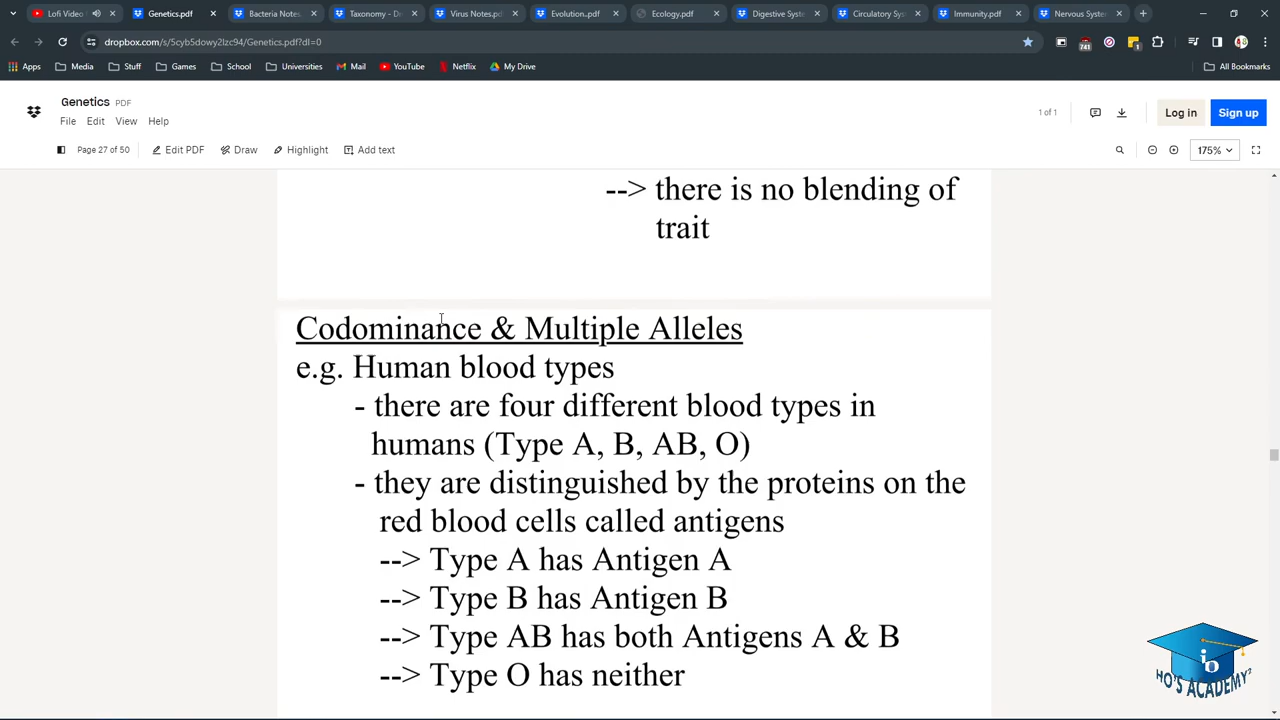 Lofi Video
Genetics.pdf
Bacteria Notes.
Taxonomy - D
Virus Notes.pdf
Evolution.pdf
Ecology.pdf
Digestive Syst
Circulatory Sys
Immunity.pdf
Nervous System
dropbox.com/s/5cyb5dowy2lzc94/Genetics.pdf?dl=0
741
1
Apps
Media
Stuff
Games
School
Universities
Mail
YouTube
Netflix
My Drive
All Bookmarks
Genetics PDF
File Edit View Help
1 of 1
Log in
Sign up
Page 27 of 50
Edit PDF
Draw
Highlight
Add text
175%
--> there is no blending of
trait
Codominance & Multiple Alleles
e.g. Human blood types
- there are four different blood types in
humans (Type A, B, AB, O)
- they are distinguished by the proteins on the
red blood cells called antigens
--> Type A has Antigen A
--> Type B has Antigen B
--> Type AB has both Antigens A & B
--> Type O has neither
HO'S ACADEMY